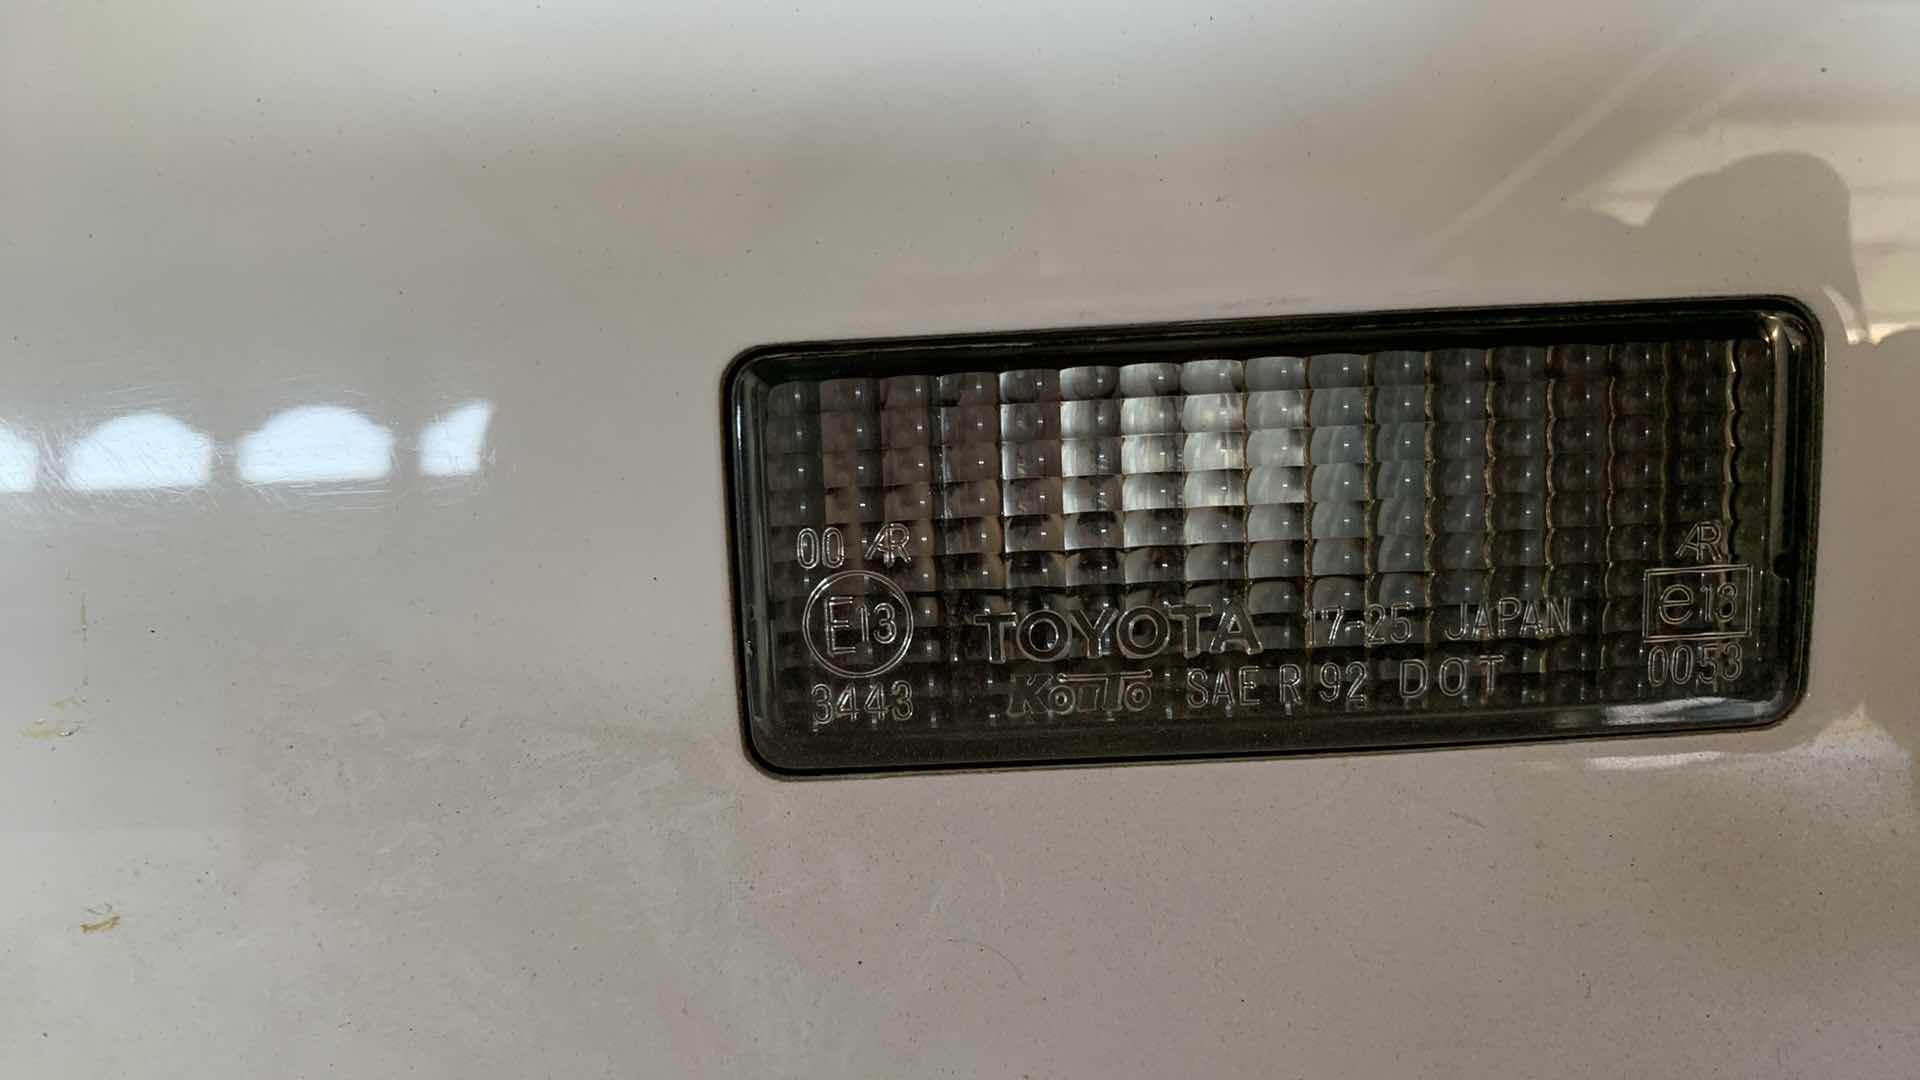 00 AR
E13
3443
TOYOTA 17-25 JAPAN
KOITO SAE R 92 DOT
AR
e13
0053